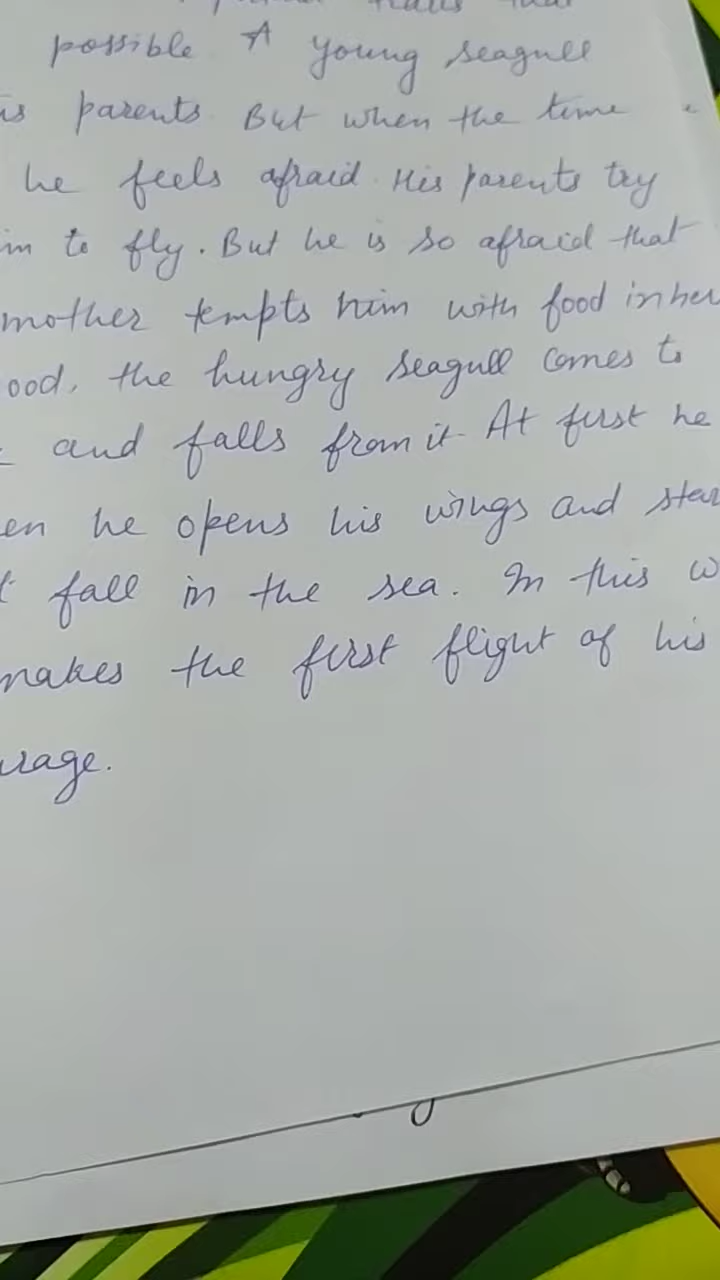 possible A young seagull
parents. But when the time
he feels afraid. His parents try
to fly. But he is so afraid that
mother tempts him with food in her
the hungry seagull comes to
and falls from it. At first he
he opens his wings and
fall in the sea. In this
makes the first flight of his